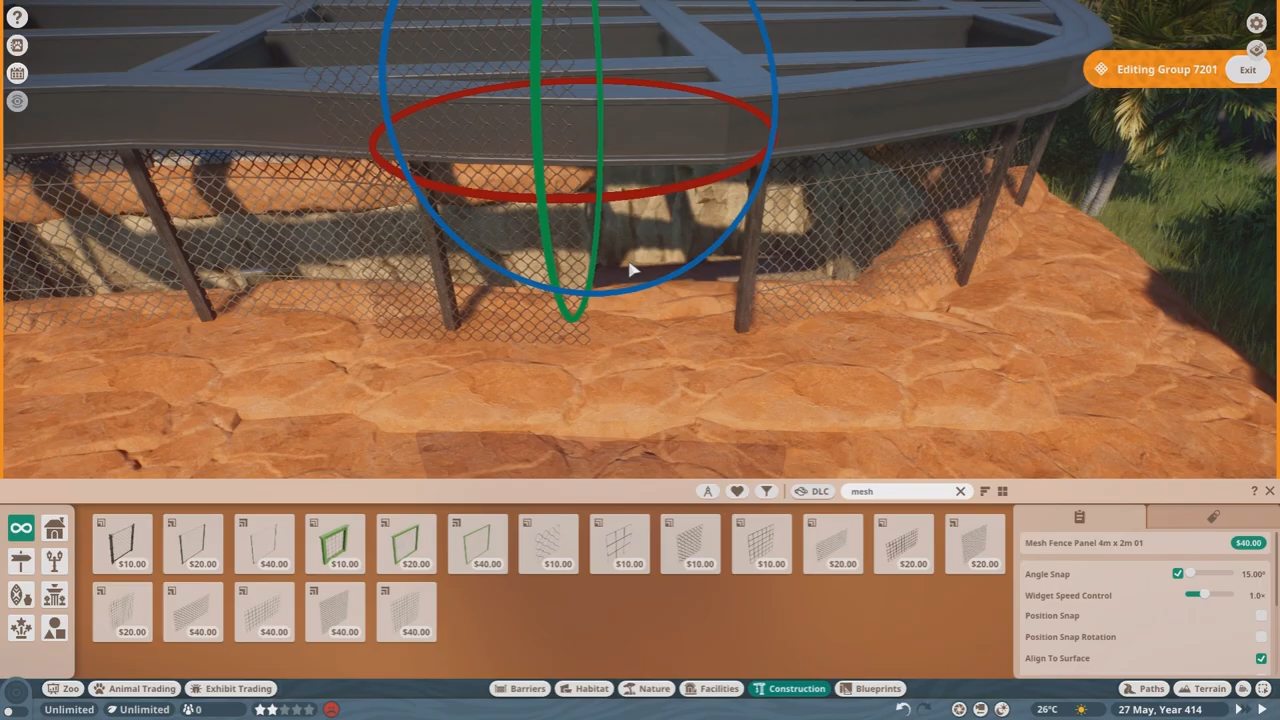 ?
Editing Group 7201 Exit
DLC mesh ? ×
$10.00 $20.00 $40.00 $10.00 $20.00 $40.00 $10.00 $10.00 $10.00 $10.00 $20.00 $20.00 $20.00
$20.00 $40.00 $40.00 $40.00 $40.00
Mesh Fence Panel 4m x 2m 01 $40.00
Angle Snap 15.00°
Widget Speed Control 1.0×
Position Snap
Position Snap Rotation
Align To Surface
Zoo Animal Trading Exhibit Trading Barriers Habitat Nature Facilities Construction Blueprints Paths Terrain
Unlimited Unlimited 0 26°C 27 May, Year 414